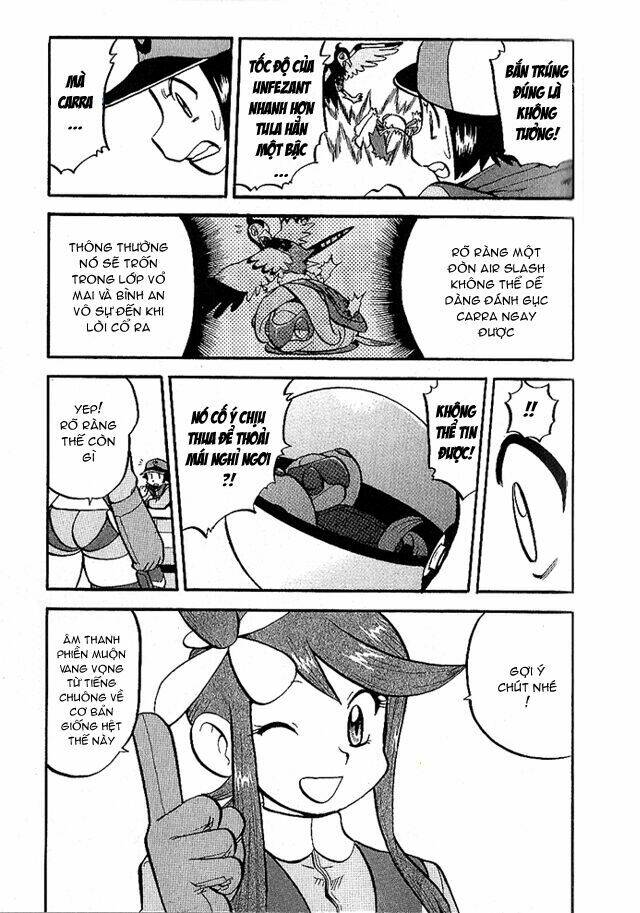 BẮN TRÚNG
ĐÚNG LÀ
KHÔNG
TƯỞNG!
TỐC ĐỘ CỦA
UNFEZANT
NHANH HƠN
TULA HẲN
MỘT BẬC
...
MÀ
CARRA
...
RÕ RÀNG MỘT
ĐÒN AIR SLASH
KHÔNG THỂ DỄ
DÀNG ĐÁNH GỤC
CARRA NGAY
ĐƯỢC
THÔNG THƯỜNG
NÓ SẼ TRỐN
TRONG LỚP VỎ
MAI VÀ BÌNH AN
VÔ SỰ ĐẾN KHI
LỜI CỔ RA
!!
KHÔNG
THỂ TIN
ĐƯỢC!
NÓ CỐ Ý CHỊU
THUA ĐỂ THOẢI
MÁI NGHỈ NGƠI
?!
YEP!
RÕ RÀNG
THẾ CÒN
GÌ
GỢI Ý
CHÚT NHÉ
!
ÂM THANH
PHIỀN MUỘN
VANG VỌNG
TỪ TIẾNG
CHUÔNG VỀ
CƠ BẢN
GIỐNG HỆT
THẾ NÀY